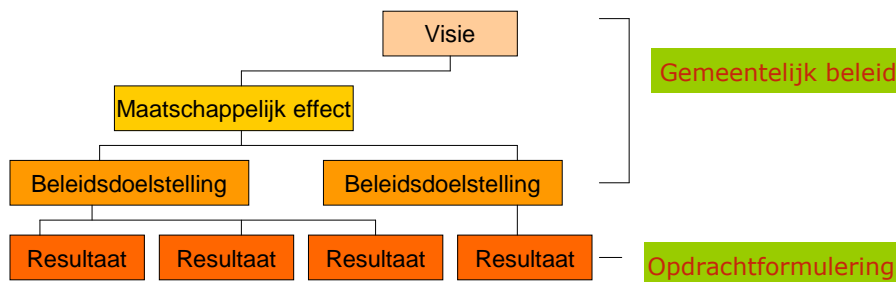 Visie
Gemeentelijk beleid
Maatschappelijk effect
Beleidsdoelstelling
Beleidsdoelstelling
Resultaat
Resultaat
Resultaat
Resultaat
Opdrachtformulering